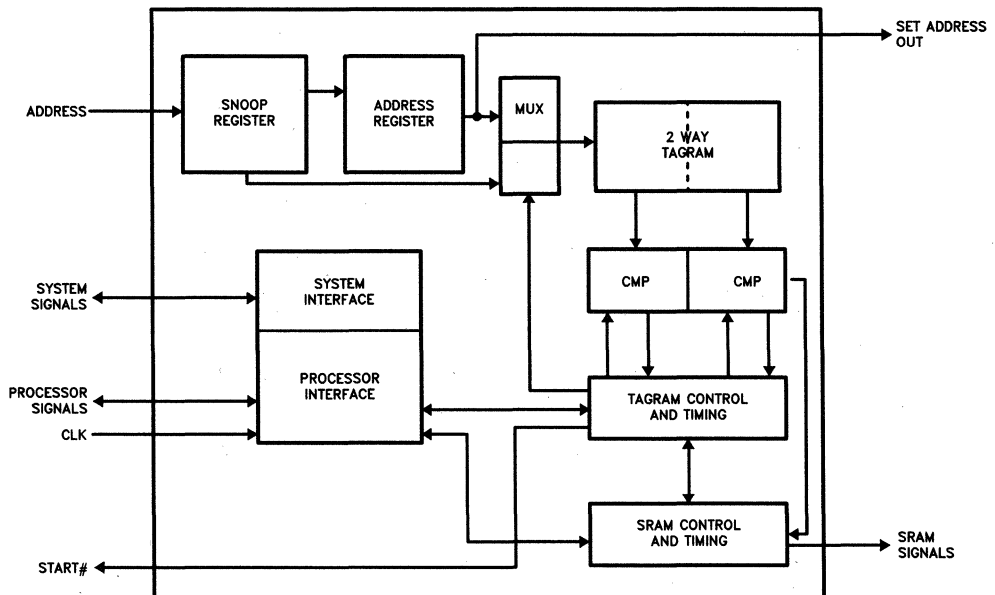 SET ADDRESS
OUT
ADDRESS
SNOOP
REGISTER
ADDRESS
REGISTER
MUX
2 WAY
TAGRAM
SYSTEM
SIGNALS
SYSTEM
INTERFACE
CMP
CMP
PROCESSOR
SIGNALS
PROCESSOR
INTERFACE
CLK
TAGRAM CONTROL
AND TIMING
SRAM CONTROL
AND TIMING
SRAM
SIGNALS
START#